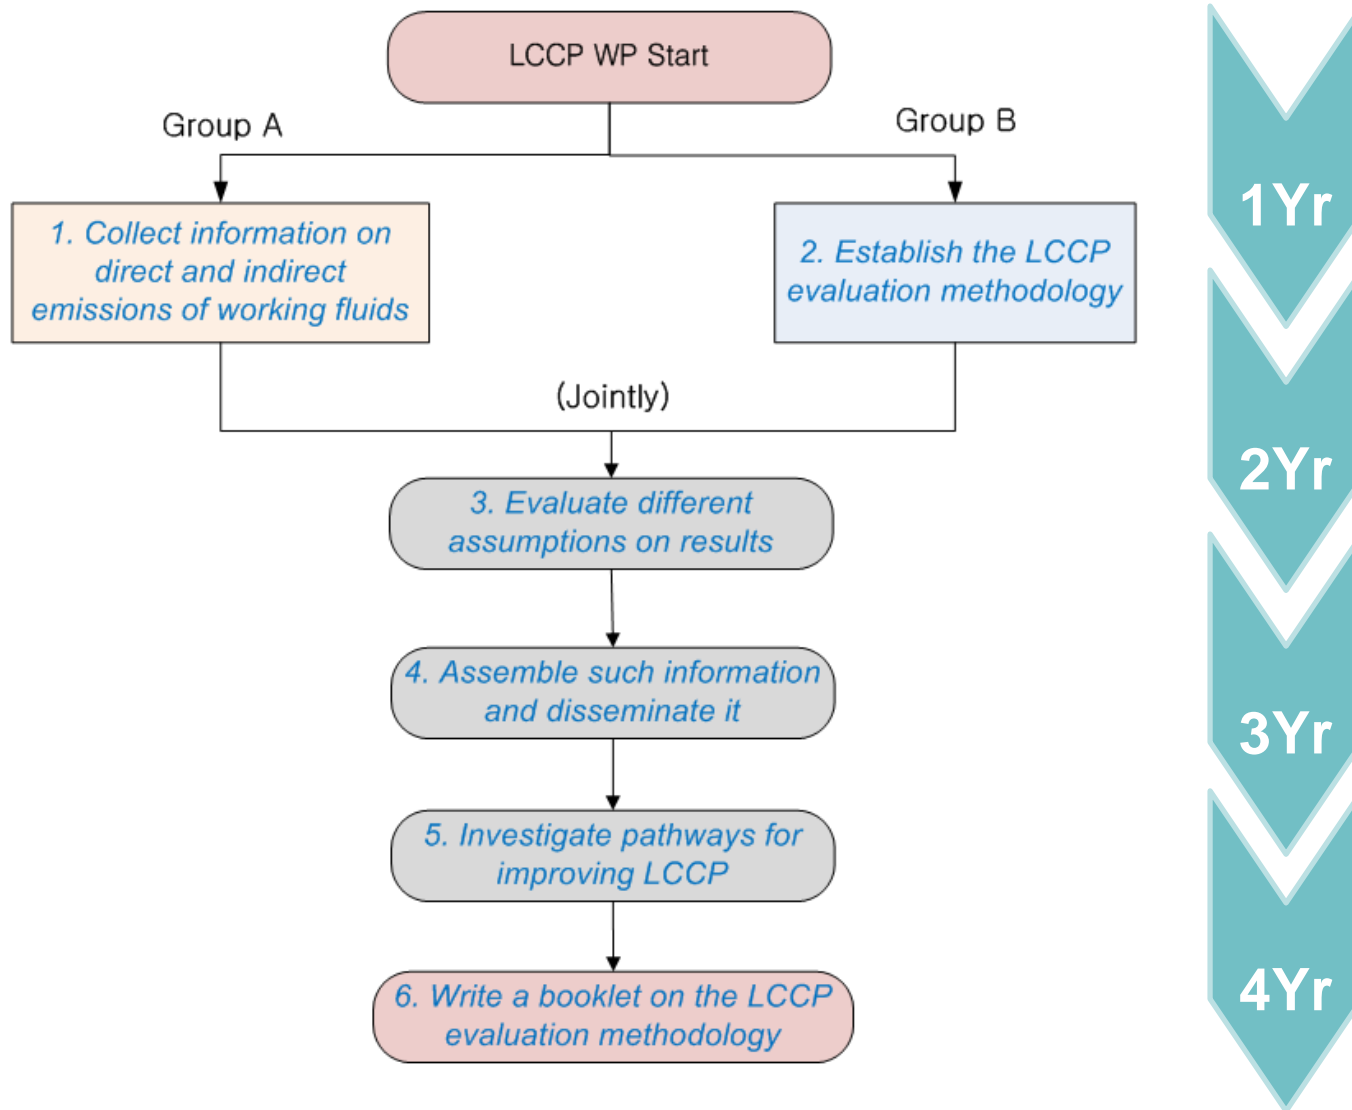 LCCP WP Start
Group A
Group B
1. Collect information on
direct and indirect
emissions of working fluids
2. Establish the LCCP
evaluation methodology
1Yr
(Jointly)
2Yr
3. Evaluate different
assumptions on results
4. Assemble such information
and disseminate it
3Yr
5. Investigate pathways for
improving LCCP
6. Write a booklet on the LCCP
evaluation methodology
4Yr